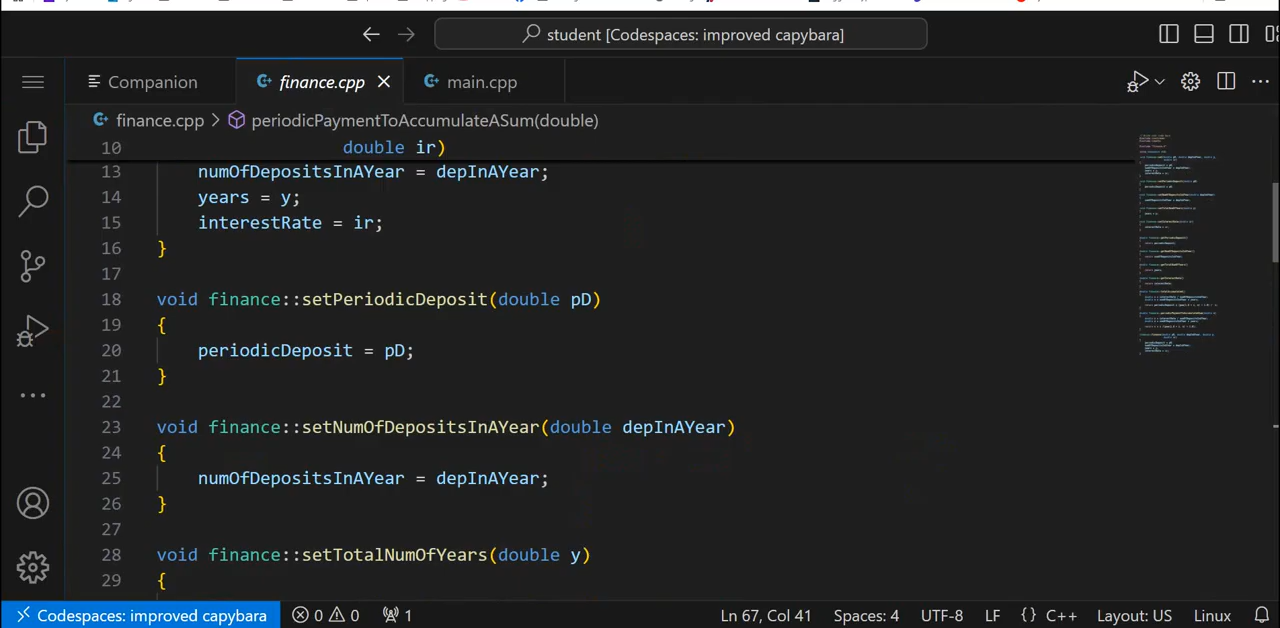 student [Codespaces: improved capybara]
Companion
finance.cpp
main.cpp
finance.cpp > periodicPaymentToAccumulateASum(double)
10 double ir)
13 numOfDepositsInAYear = depInAYear;
14 years = y;
15 interestRate = ir;
16 }
17
18 void finance::setPeriodicDeposit(double pD)
19 {
20 periodicDeposit = pD;
21 }
22
23 void finance::setNumOfDepositsInAYear(double depInAYear)
24 {
25 numOfDepositsInAYear = depInAYear;
26 }
27
28 void finance::setTotalNumOfYears(double y)
29 {
Codespaces: improved capybara 0 0 1 Ln 67, Col 41 Spaces: 4 UTF-8 LF {} C++ Layout: US Linux